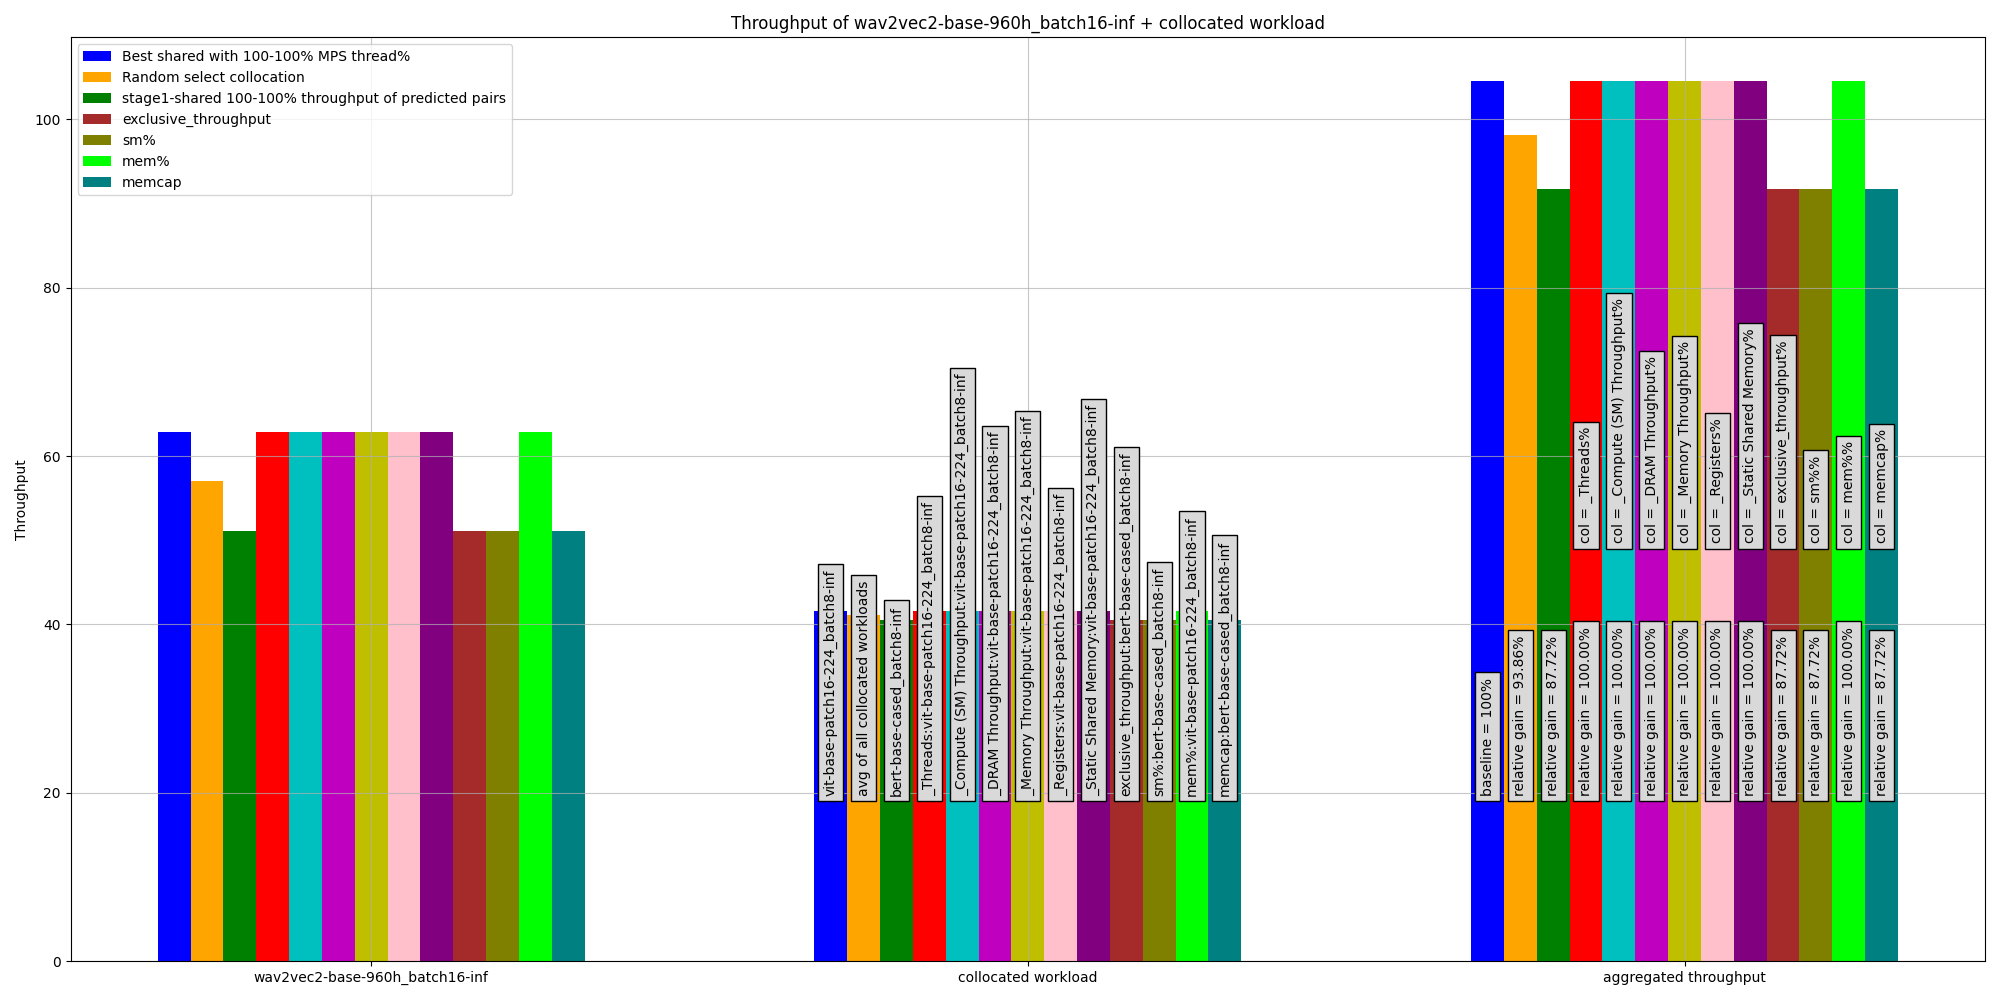 Throughput of wav2vec2-base-960h_batch16-inf + collocated workload
Best shared with 100-100% MPS thread%
Random select collocation
stage1-shared 100-100% throughput of predicted pairs
exclusive_throughput
sm%
mem%
memcap
Throughput
100
80
60
40
20
0
vit-base-patch16-224_batch8-inf
avg of all collocated workloads
bert-base-cased_batch8-inf
_Threads:vit-base-patch16-224_batch8-inf
_Compute (SM) Throughput:vit-base-patch16-224_batch8-inf
_DRAM Throughput:vit-base-patch16-224_batch8-inf
_Memory Throughput:vit-base-patch16-224_batch8-inf
_Registers:vit-base-patch16-224_batch8-inf
_Static Shared Memory:vit-base-patch16-224_batch8-inf
exclusive_throughput:bert-base-cased_batch8-inf
sm%:bert-base-cased_batch8-inf
mem%:vit-base-patch16-224_batch8-inf
memcap:bert-base-cased_batch8-inf
col = _Threads%
col = _Compute (SM) Throughput%
col = _DRAM Throughput%
col = _Memory Throughput%
col = _Registers%
col = _Static Shared Memory%
col = exclusive_throughput%
col = sm%%
col = mem%%
col = memcap%
baseline = 100%
relative gain = 93.86%
relative gain = 87.72%
relative gain = 100.00%
relative gain = 100.00%
relative gain = 100.00%
relative gain = 100.00%
relative gain = 100.00%
relative gain = 100.00%
relative gain = 87.72%
relative gain = 87.72%
relative gain = 100.00%
relative gain = 87.72%
wav2vec2-base-960h_batch16-inf
collocated workload
aggregated throughput